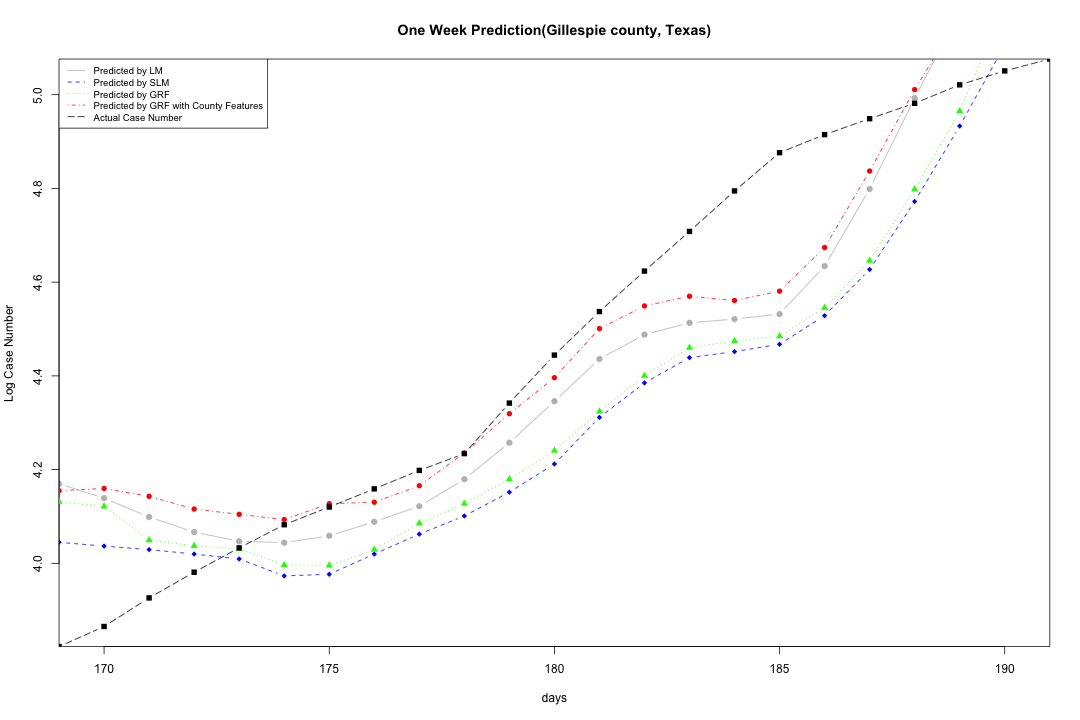 One Week Prediction(Gillespie county, Texas)
Predicted by LM
Predicted by SLM
Predicted by GRF
Predicted by GRF with County Features
Actual Case Number
Log Case Number
5.0
4.8
4.6
4.4
4.2
4.0
170 175 180 185 190
days